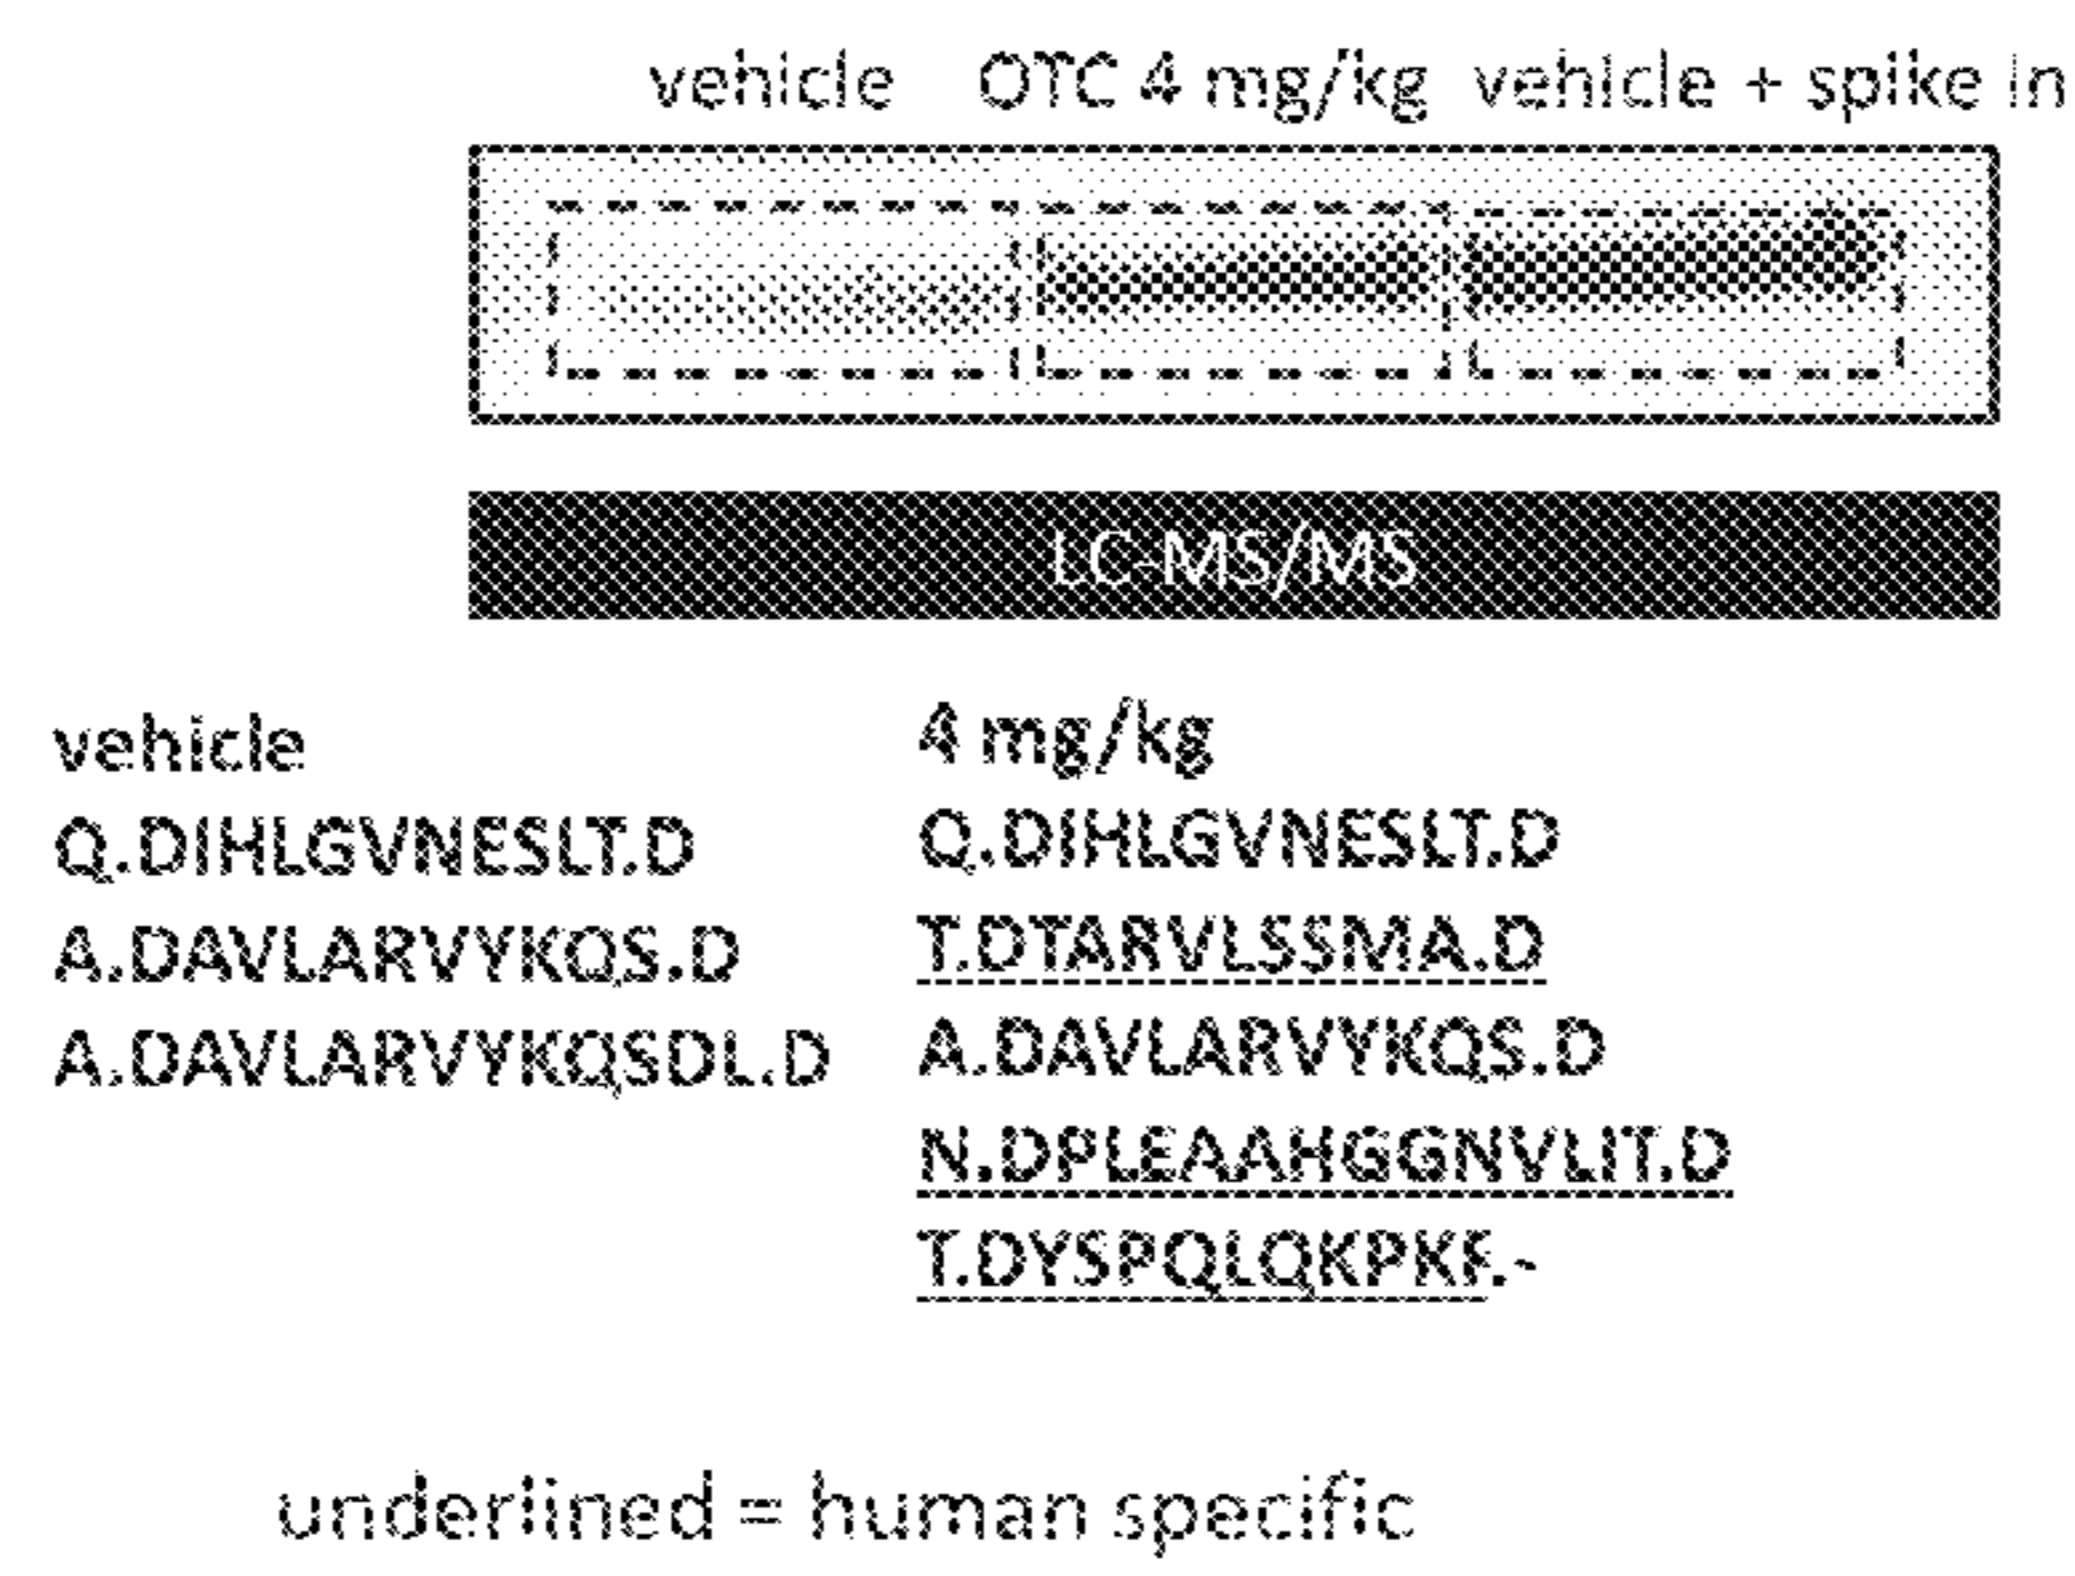 vehicle OTC 4 mg/kg vehicle + spike in
LC-MS/MS
vehicle
Q.DIHLGVNESLT.D
A.DAVLARVYKQS.D
A.DAVLARVYKQSDL.D
4 mg/kg
Q.DIHLGVNESLT.D
T.DTARVLSSMA.D
A.DAVLARVYKQS.D
N.DPLEAAHGGNVLIT.D
T.DYSPQLQKPKF.-
underlined = human specific